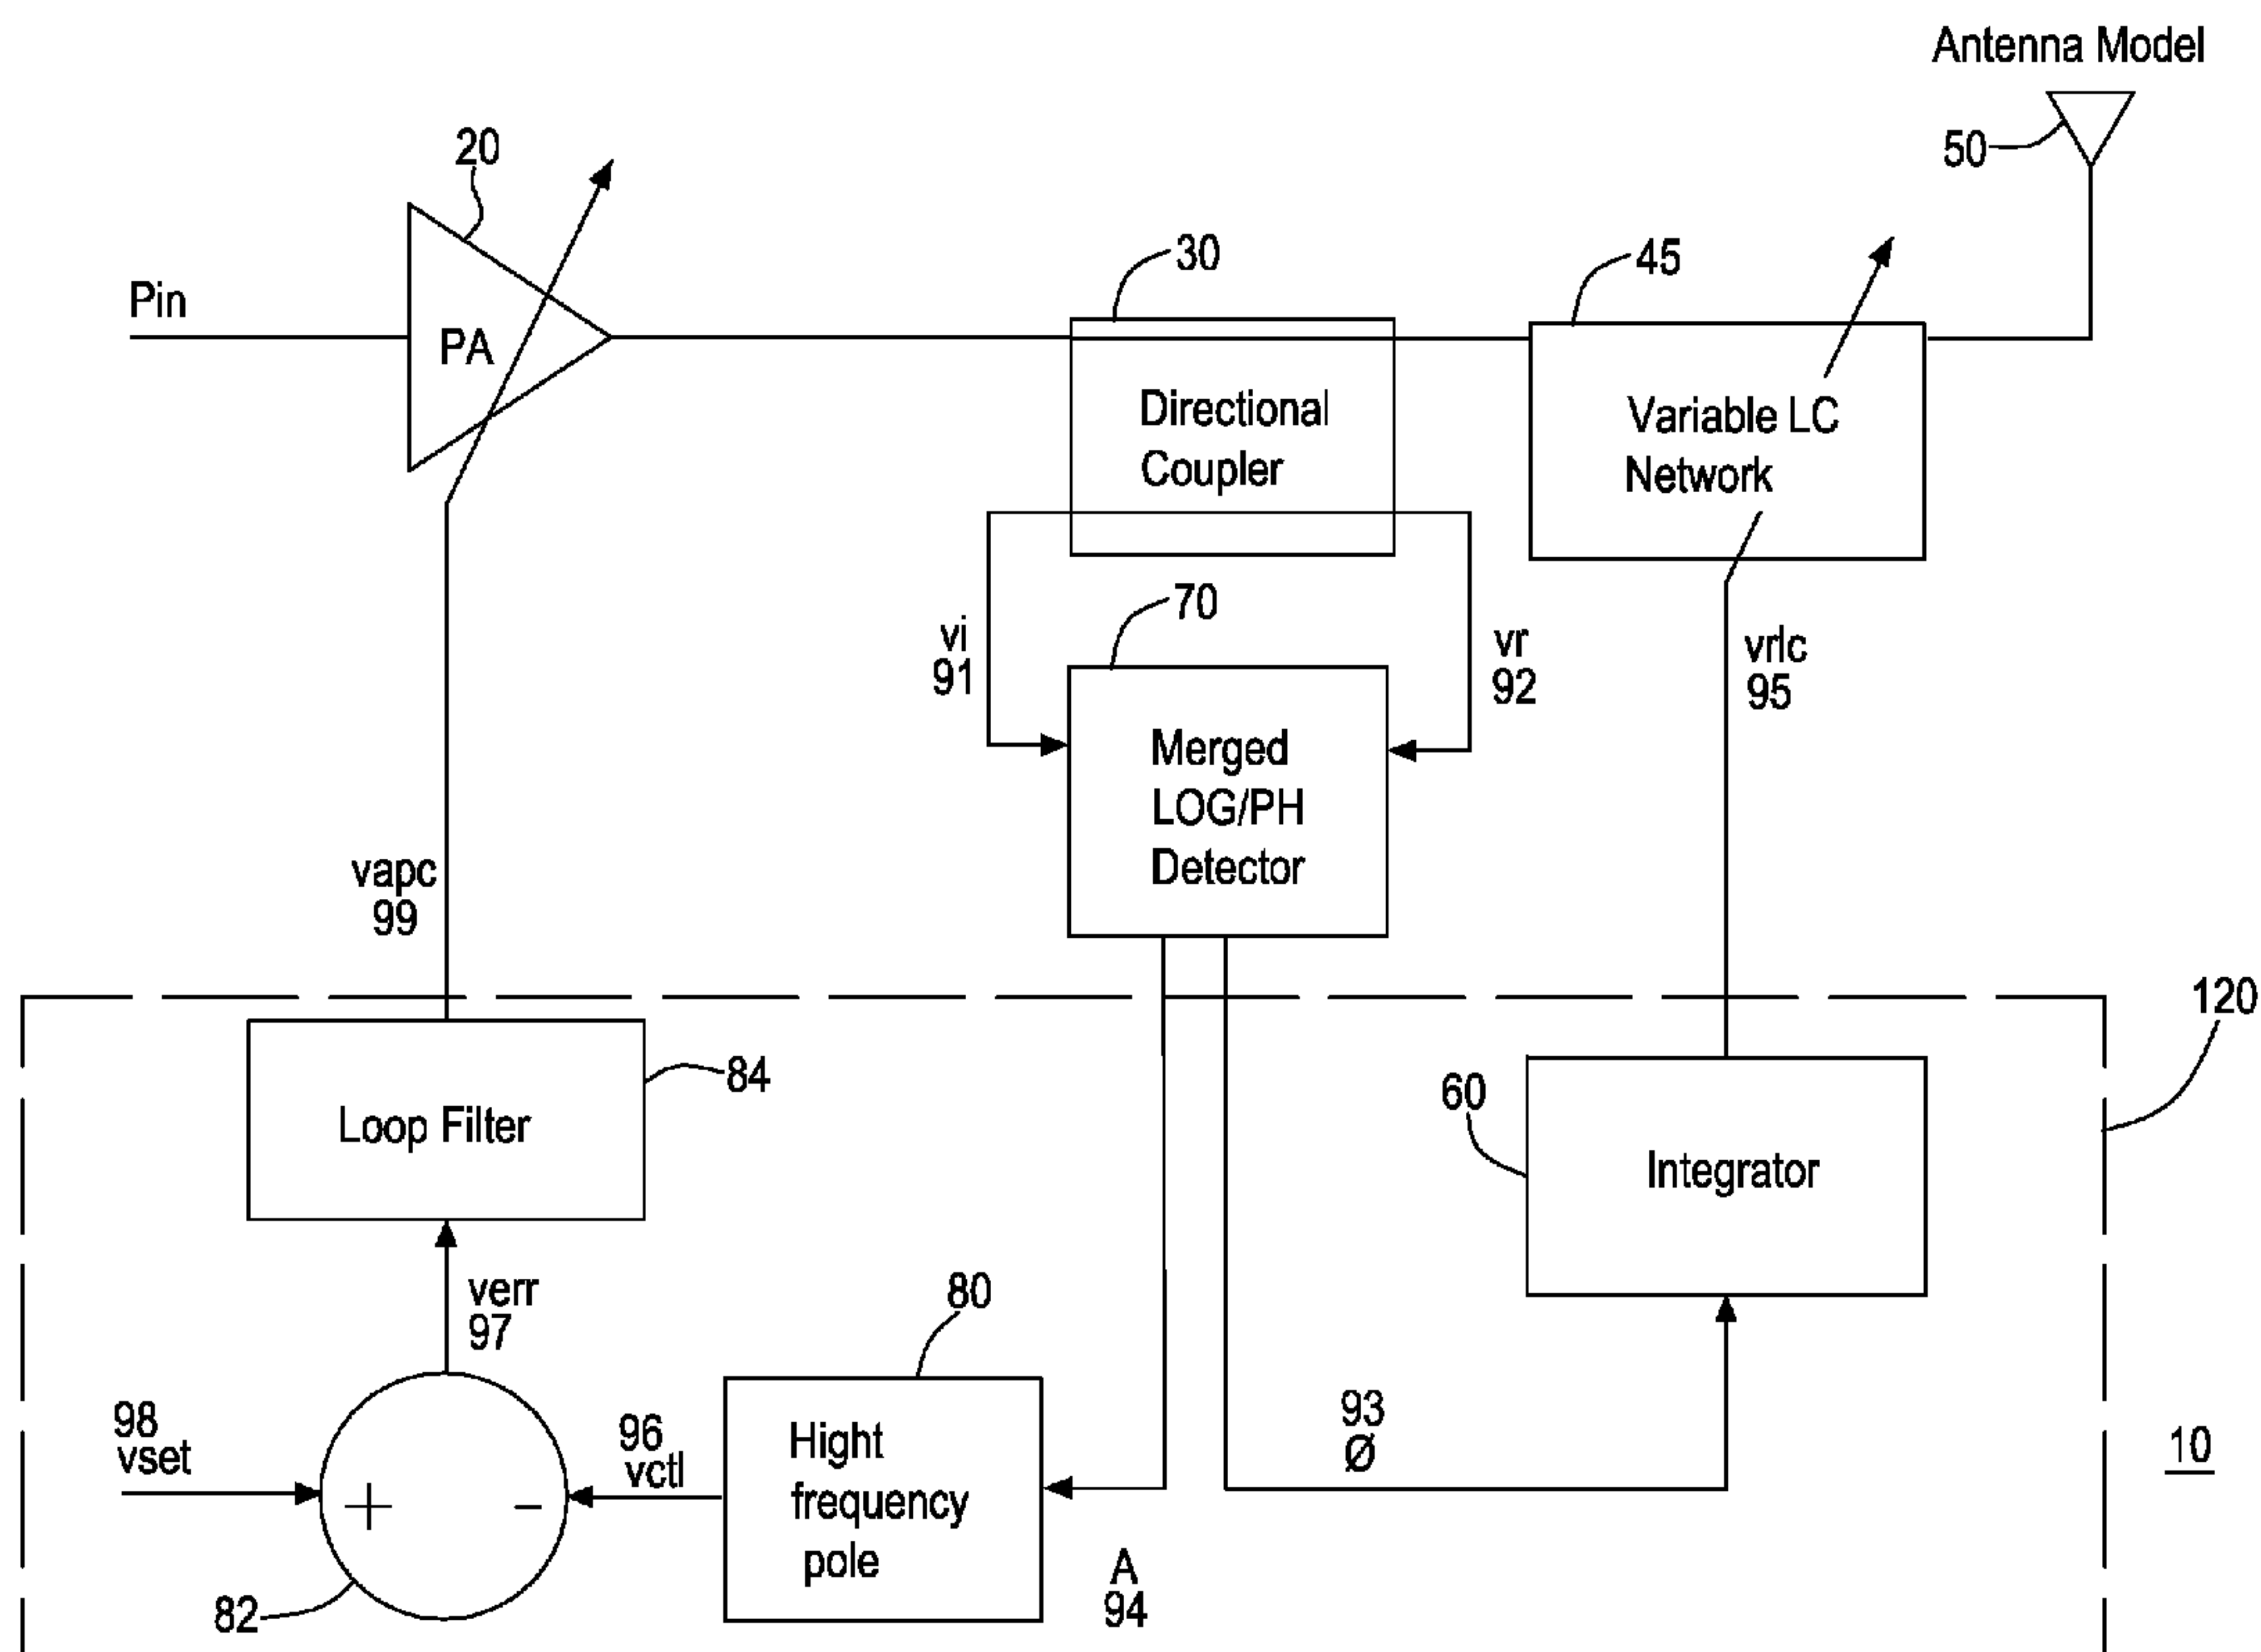 Antenna Model
50
20
30
45
Pin
PA
Directional
Coupler
Variable LC
Network
70
vi
91
vr
92
vrlc
95
Merged
LOG/PH
Detector
vapc
99
120
84
Loop Filter
60
Integrator
verr
97
80
98
vset
+
-
96
vctl
Hight
frequency
pole
93
Ø
10
A
94
82